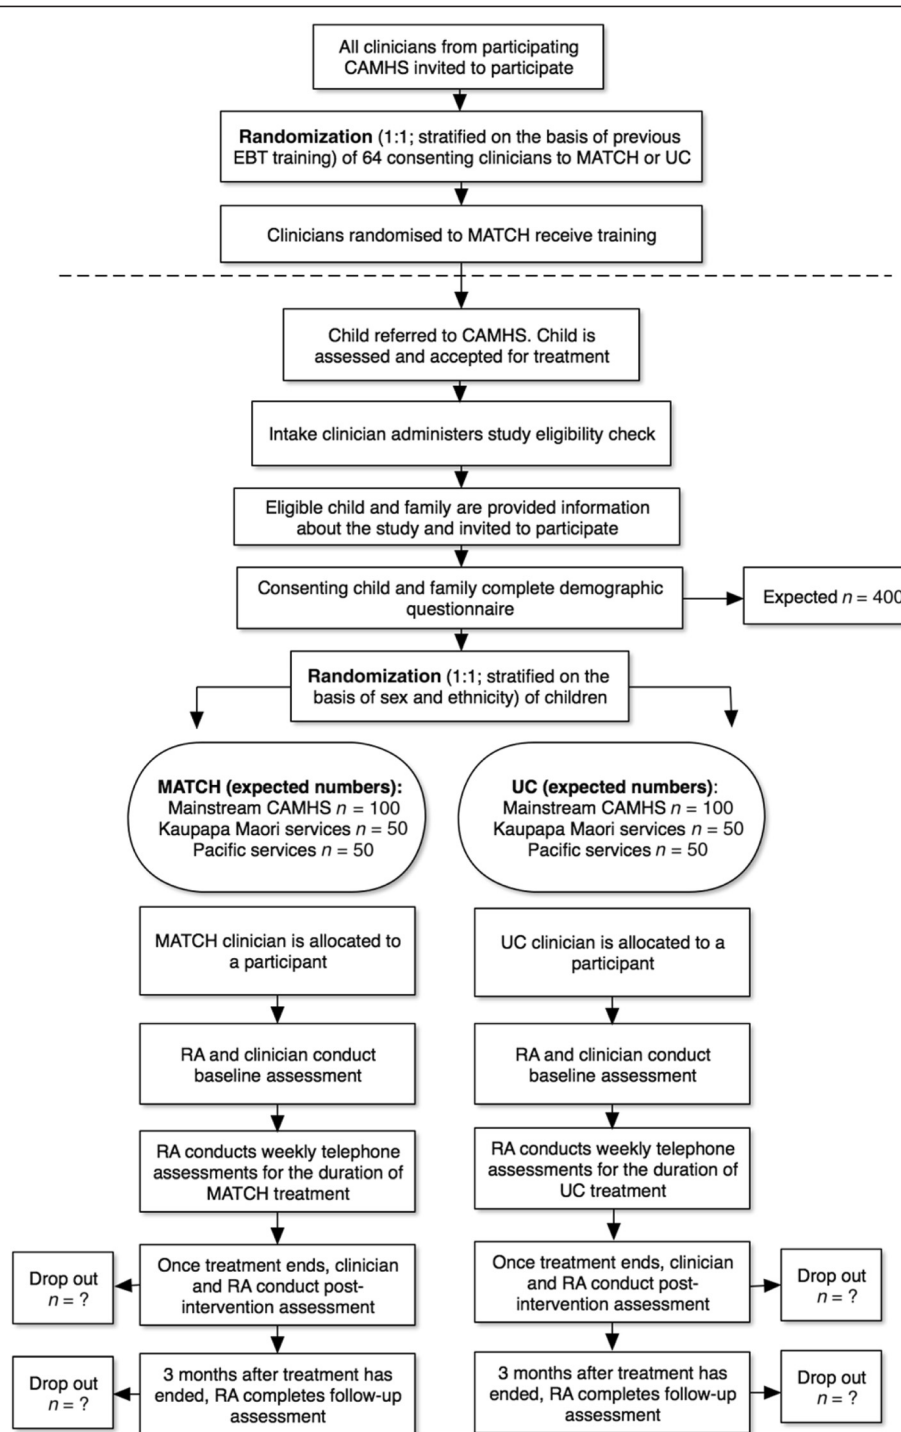 All clinicians from participating
CAMHS invited to participate
Randomization (1:1; stratified on the basis of previous
EBT training) of 64 consenting clinicians to MATCH or UC
Clinicians randomised to MATCH receive training
Child referred to CAMHS. Child is
assessed and accepted for treatment
Intake clinician administers study eligibility check
Eligible child and family are provided information
about the study and invited to participate
Consenting child and family complete demographic
questionnaire
Expected n = 400
Randomization (1:1; stratified on the
basis of sex and ethnicity) of children
MATCH (expected numbers):
Mainstream CAMHS n = 100
Kaupapa Maori services n = 50
Pacific services n = 50
UC (expected numbers):
Mainstream CAMHS n = 100
Kaupapa Maori services n = 50
Pacific services n = 50
MATCH clinician is allocated to
a participant
UC clinician is allocated to a
participant
RA and clinician conduct
baseline assessment
RA and clinician conduct
baseline assessment
RA conducts weekly telephone
assessments for the duration of
MATCH treatment
RA conducts weekly telephone
assessments for the duration of
UC treatment
Drop out
n = ?
Once treatment ends, clinician
and RA conduct post-
intervention assessment
Once treatment ends, clinician
and RA conduct post-
intervention assessment
Drop out
n = ?
Drop out
n = ?
3 months after treatment has
ended, RA completes follow-up
assessment
3 months after treatment has
ended, RA completes follow-up
assessment
Drop out
n = ?